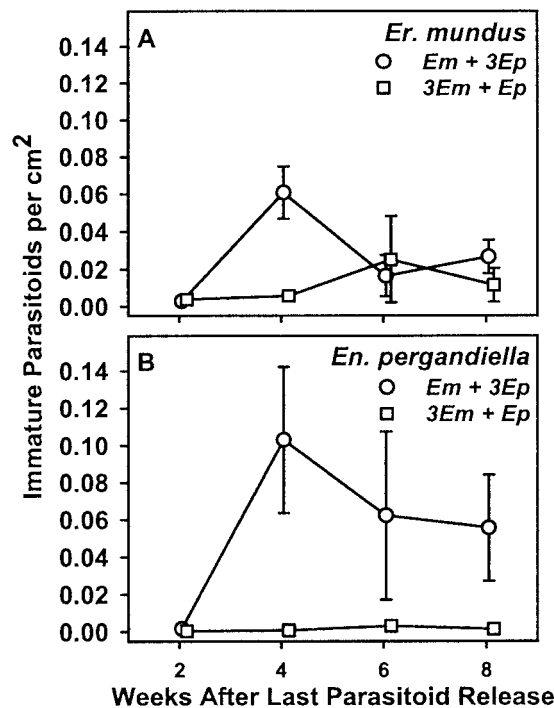 A
Er. mundus
Em + 3Ep
3Em + Ep
0.14
0.12
0.10
0.08
0.06
0.04
0.02
0.00
B
En. pergandiella
Em + 3Ep
3Em + Ep
0.14
0.12
0.10
0.08
0.06
0.04
0.02
0.00
Immature Parasitoids per cm²
2 4 6 8
Weeks After Last Parasitoid Release